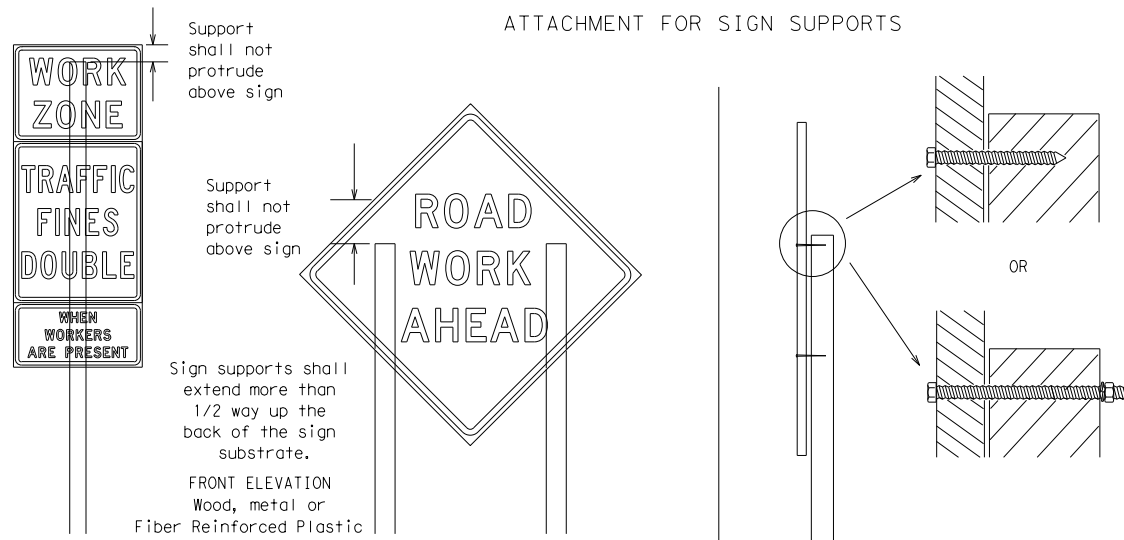 ATTACHMENT FOR SIGN SUPPORTS
Support
shall not
protrude
above sign
WORK
ZONE
TRAFFIC
FINES
DOUBLE
WHEN
WORKERS
ARE PRESENT
Support
shall not
protrude
above sign
ROAD
WORK
AHEAD
OR
Sign supports shall
extend more than
1/2 way up the
back of the sign
substrate.
FRONT ELEVATION
Wood, metal or
Fiber Reinforced Plastic